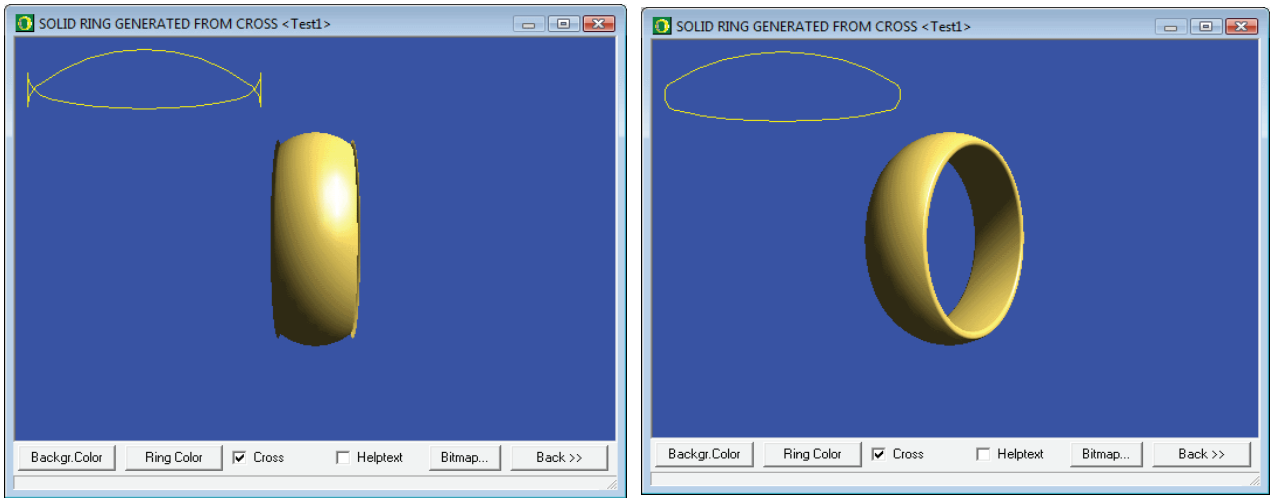 SOLID RING GENERATED FROM CROSS <Test1>
Backgr.Color Ring Color Cross Helptext Bitmap... Back >>
SOLID RING GENERATED FROM CROSS <Test1>
Backgr.Color Ring Color Cross Helptext Bitmap... Back >>